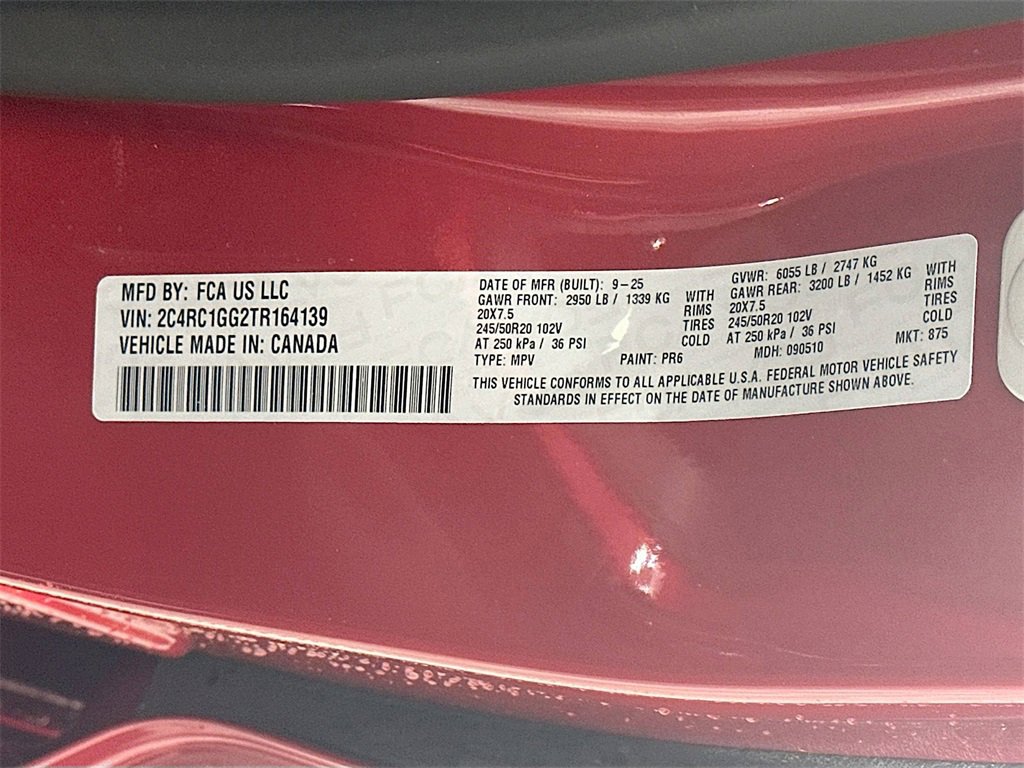 MFD BY: FCA US LLC
VIN: 2C4RC1GG2TR164139
VEHICLE MADE IN: CANADA
DATE OF MFR (BUILT): 9-25
GAWR FRONT: 2950 LB / 1339 KG WITH
20X7.5 RIMS
245/50R20 102V TIRES
AT 250 kPa / 36 PSI COLD
TYPE: MPV PAINT: PR6
GVWR: 6055 LB / 2747 KG
GAWR REAR: 3200 LB / 1452 KG WITH
20X7.5 RIMS
245/50R20 102V TIRES
AT 250 kPa / 36 PSI COLD
MDH: 090510 MKT: 875
THIS VEHICLE CONFORMS TO ALL APPLICABLE U.S.A. FEDERAL MOTOR VEHICLE SAFETY
STANDARDS IN EFFECT ON THE DATE OF MANUFACTURE SHOWN ABOVE.